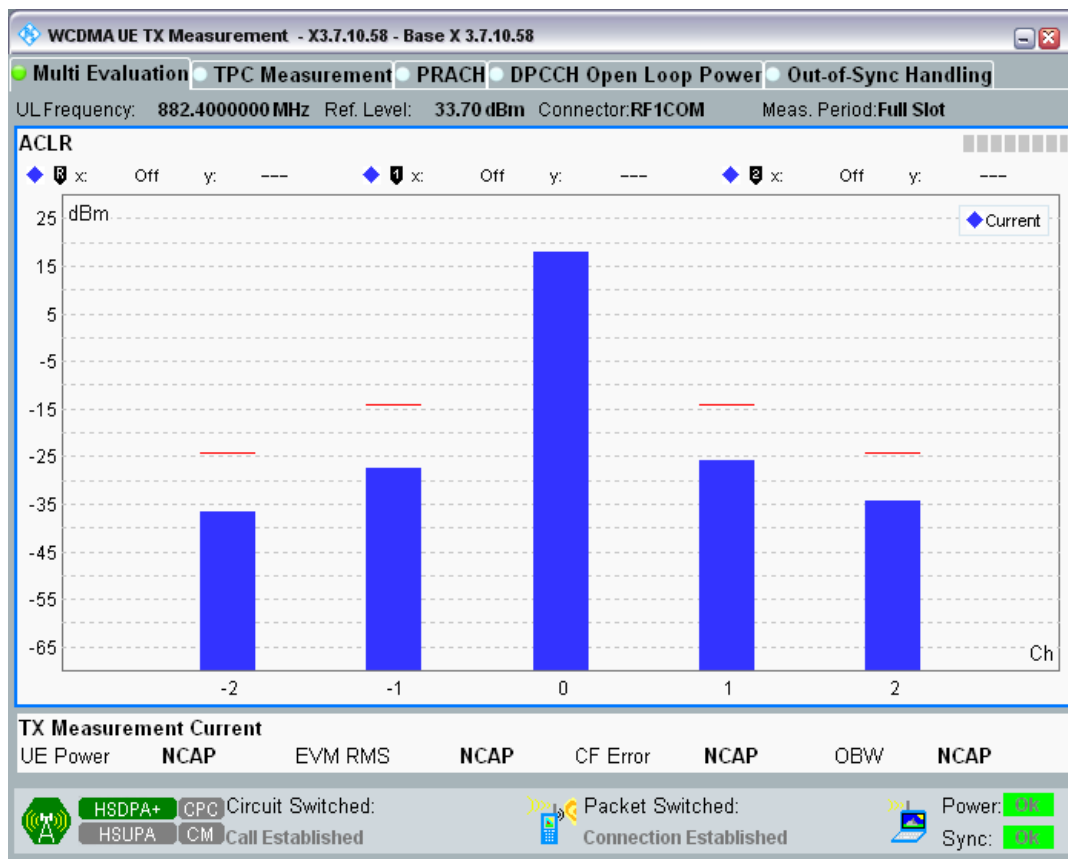 WCDMA UE TX Measurement - X3.7.10.58 - Base X 3.7.10.58
Multi Evaluation TPC Measurement PRACH DPCCH Open Loop Power Out-of-Sync Handling
UL Frequency: 882.4000000 MHz Ref. Level: 33.70 dBm Connector:RF1COM Meas. Period:Full Slot
ACLR
R x: Off y: --- 1 x: Off y: --- 2 x: Off y: ---
dBm
Current
25
15
5
-5
-15
-25
-35
-45
-55
-65
Ch
-2 -1 0 1 2
TX Measurement Current
UE Power NCAP EVM RMS NCAP CF Error NCAP OBW NCAP
HSDPA+ CPC Circuit Switched: Packet Switched: Power: OK
HSUPA CM Call Established Connection Established Sync: OK